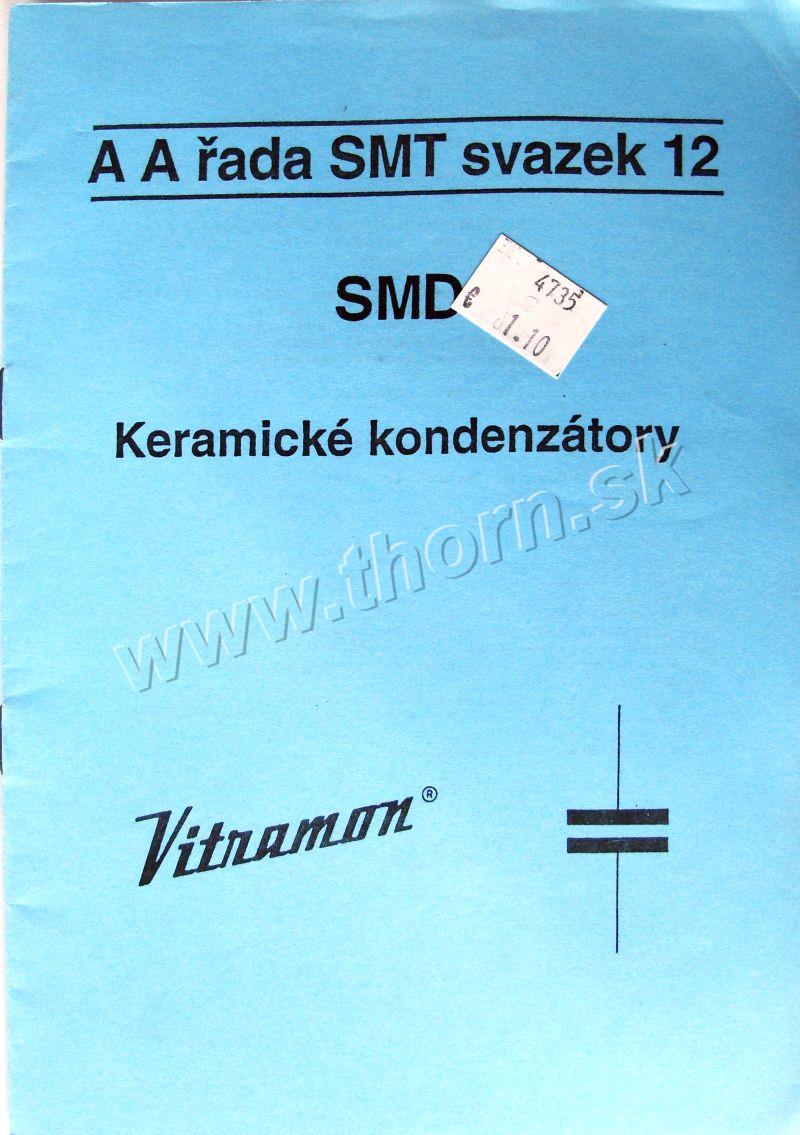 A A řada SMT svazek 12
SMD
4735
€ 1.10
Keramické kondenzátory
www.thorn.sk
Vitramon ®